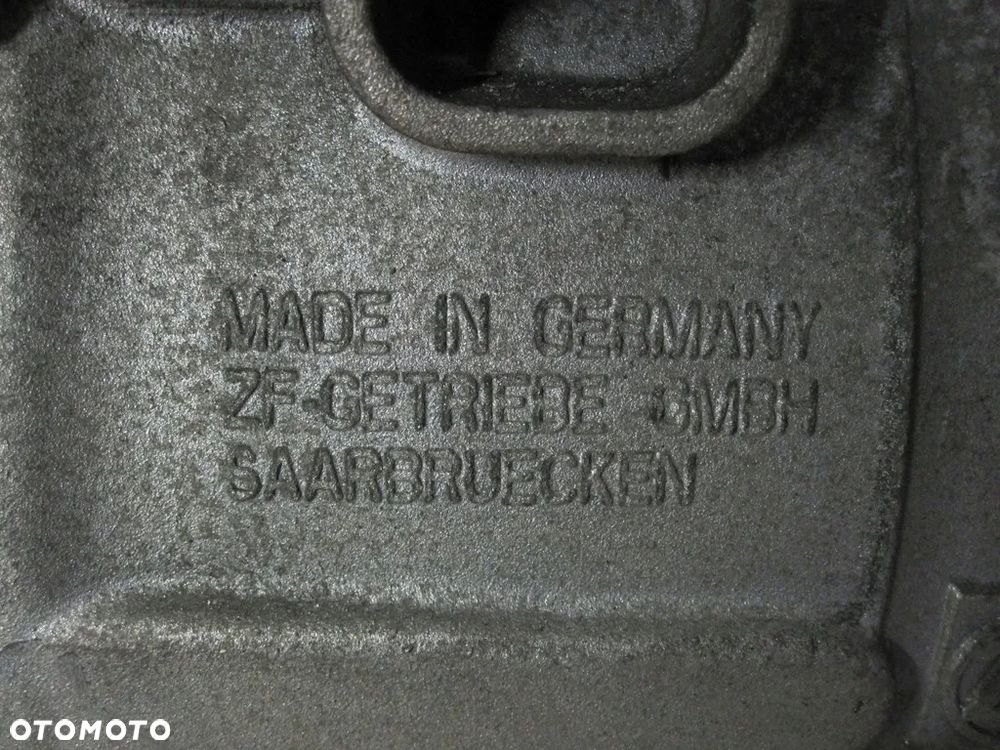 MADE IN GERMANY
ZF-GETRIEBE GMBH
SAARBRUECKEN
OTOMOTO